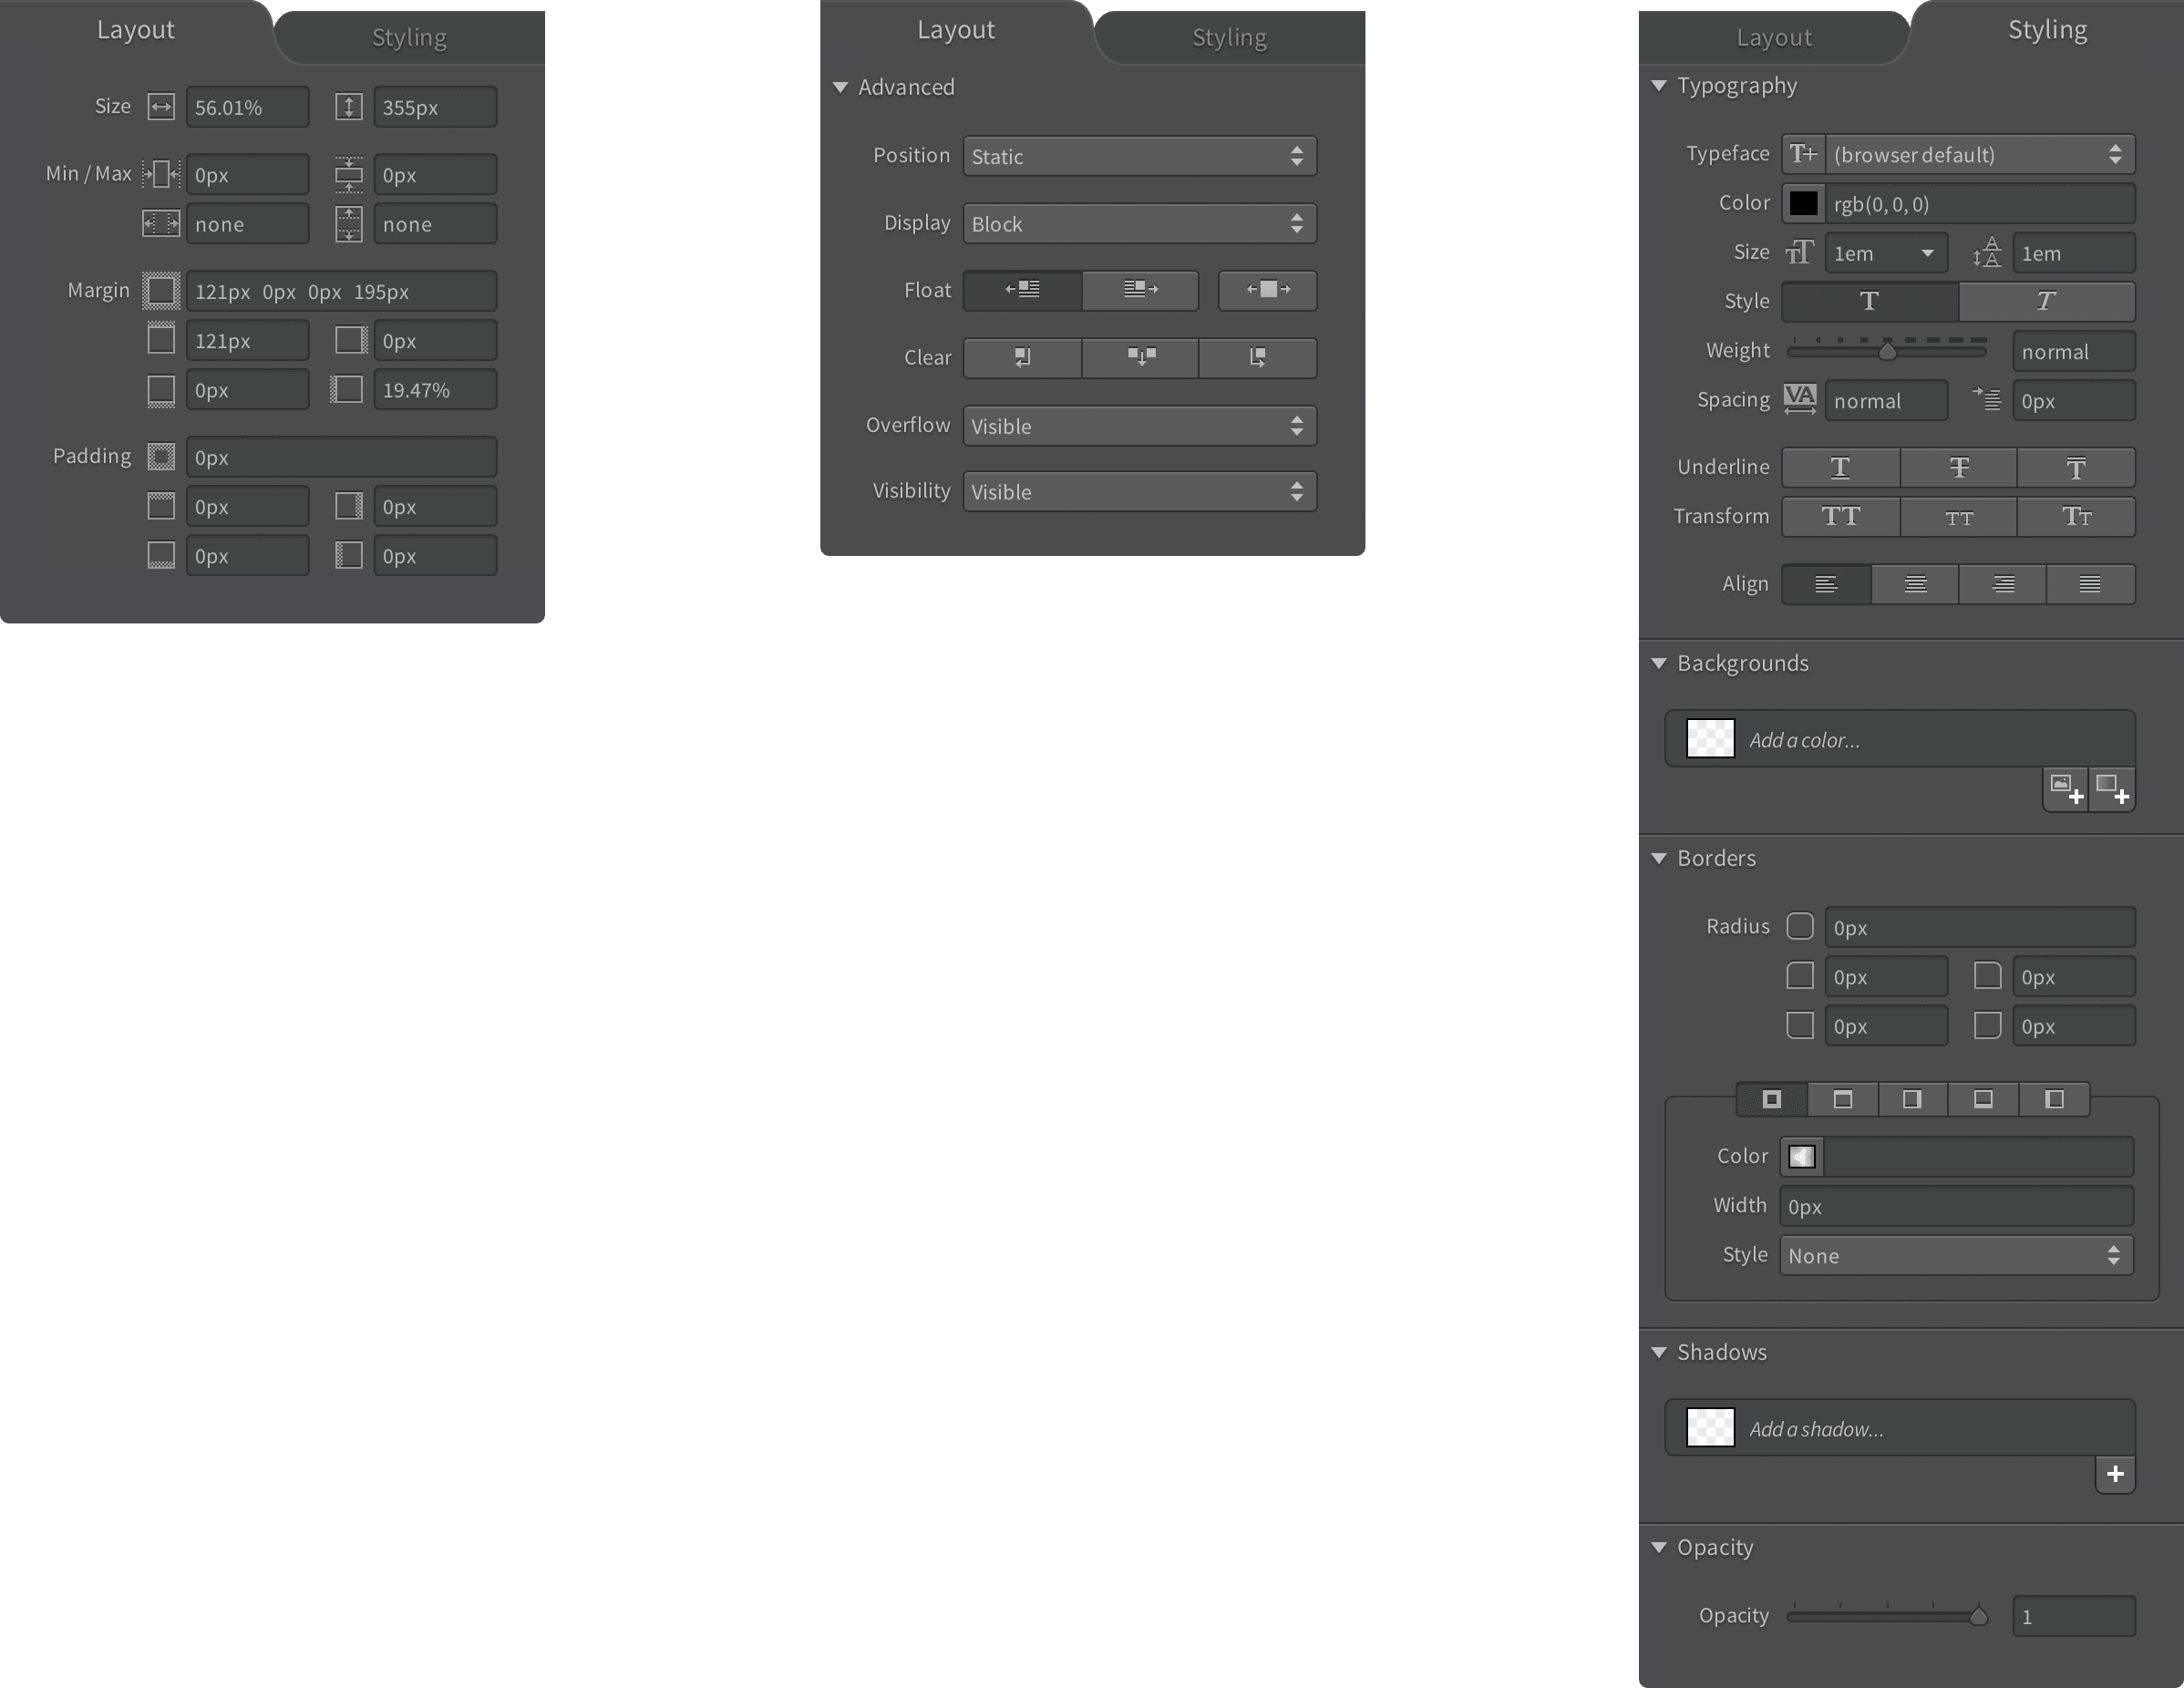 Layout
Styling
Size 56.01% 355px
Min / Max 0px 0px
none none
Margin 121px 0px 0px 195px
121px 0px
0px 19.47%
Padding 0px
0px 0px
0px 0px
Layout
Styling
Advanced
Position Static
Display Block
Float
Clear
Overflow Visible
Visibility Visible
Layout
Styling
Typography
Typeface T+ (browser default)
Color rgb(0, 0, 0)
Size TT 1em A A 1em
Style T T
Weight normal
Spacing VA normal 0px
Underline T T T
Transform TT TT TT
Align
Backgrounds
Add a color...
Borders
Radius 0px
0px 0px
0px 0px
Color
Width 0px
Style None
Shadows
Add a shadow...
Opacity
Opacity 1